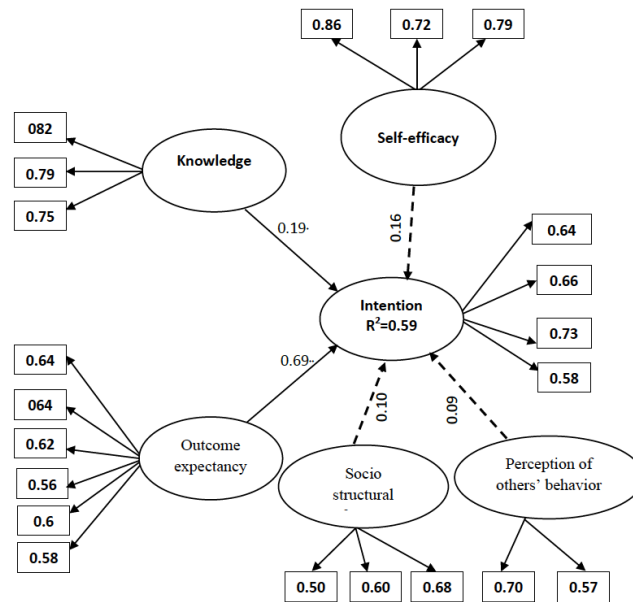 0.86
0.72
0.79
Self-efficacy
082
0.79
0.75
Knowledge
0.19
0.16
0.64
0.66
0.73
0.58
Intention
R²=0.59
0.64
064
0.62
0.56
0.6
0.58
0.69
Outcome
expectancy
0.10
0.09
Socio
structural
Perception of
others' behavior
0.50
0.60
0.68
0.70
0.57